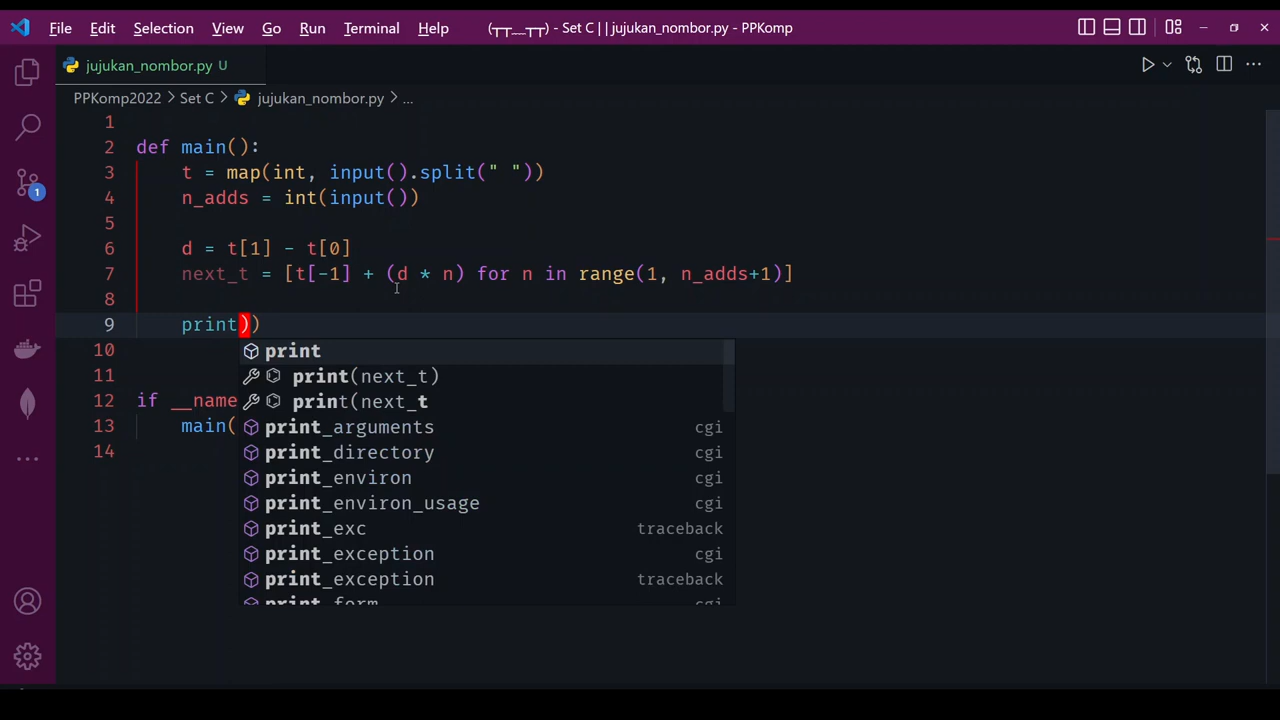 File Edit Selection View Go Run Terminal Help (┬┬﹏┬┬) - Set C || jujukan_nombor.py - PPKomp
jujukan_nombor.py U
PPKomp2022 > Set C > jujukan_nombor.py > ...
1
2 def main():
3 t = map(int, input().split(" "))
4 n_adds = int(input())
5
6 d = t[1] - t[0]
7 next_t = [t[-1] + (d * n) for n in range(1, n_adds+1)]
8
9 print))
10 print
11 print(next_t)
12 if __name print(next_t
13 main( print_arguments cgi
14 print_directory cgi
print_environ cgi
print_environ_usage cgi
print_exc traceback
print_exception cgi
print_exception traceback
print_form cgi
1